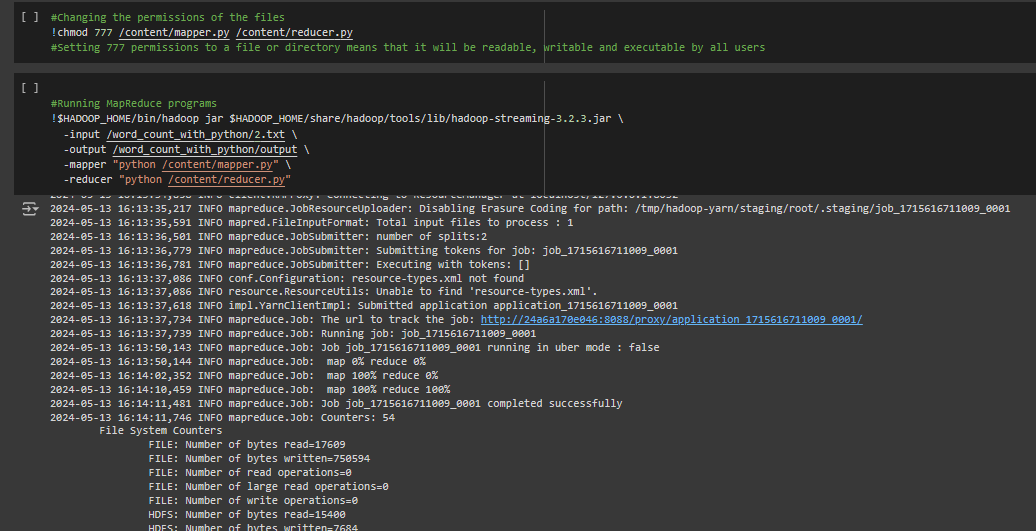 [ ] #Changing the permissions of the files
!chmod 777 /content/mapper.py /content/reducer.py
#Setting 777 permissions to a file or directory means that it will be readable, writable and executable by all users
[ ]
#Running MapReduce programs
!$HADOOP_HOME/bin/hadoop jar $HADOOP_HOME/share/hadoop/tools/lib/hadoop-streaming-3.2.3.jar \
-input /word_count_with_python/2.txt \
-output /word_count_with_python/output \
-mapper "python /content/mapper.py" \
-reducer "python /content/reducer.py"
2024-05-13 16:13:35,217 INFO mapreduce.JobResourceUploader: Disabling Erasure Coding for path: /tmp/hadoop-yarn/staging/root/.staging/job_1715616711009_0001
2024-05-13 16:13:35,591 INFO mapred.FileInputFormat: Total input files to process : 1
2024-05-13 16:13:36,501 INFO mapreduce.JobSubmitter: number of splits:2
2024-05-13 16:13:36,779 INFO mapreduce.JobSubmitter: Submitting tokens for job: job_1715616711009_0001
2024-05-13 16:13:36,781 INFO mapreduce.JobSubmitter: Executing with tokens: []
2024-05-13 16:13:37,086 INFO conf.Configuration: resource-types.xml not found
2024-05-13 16:13:37,086 INFO resource.ResourceUtils: Unable to find 'resource-types.xml'.
2024-05-13 16:13:37,618 INFO impl.YarnClientImpl: Submitted application application_1715616711009_0001
2024-05-13 16:13:37,734 INFO mapreduce.Job: The url to track the job: http://24a6a170e046:8088/proxy/application_1715616711009_0001/
2024-05-13 16:13:37,739 INFO mapreduce.Job: Running job: job_1715616711009_0001
2024-05-13 16:13:50,143 INFO mapreduce.Job: Job job_1715616711009_0001 running in uber mode : false
2024-05-13 16:13:50,144 INFO mapreduce.Job:  map 0% reduce 0%
2024-05-13 16:14:02,352 INFO mapreduce.Job:  map 100% reduce 0%
2024-05-13 16:14:10,459 INFO mapreduce.Job:  map 100% reduce 100%
2024-05-13 16:14:11,481 INFO mapreduce.Job: Job job_1715616711009_0001 completed successfully
2024-05-13 16:14:11,746 INFO mapreduce.Job: Counters: 54
File System Counters
FILE: Number of bytes read=17609
FILE: Number of bytes written=750594
FILE: Number of read operations=0
FILE: Number of large read operations=0
FILE: Number of write operations=0
HDFS: Number of bytes read=15400
HDFS: Number of bytes written=7684